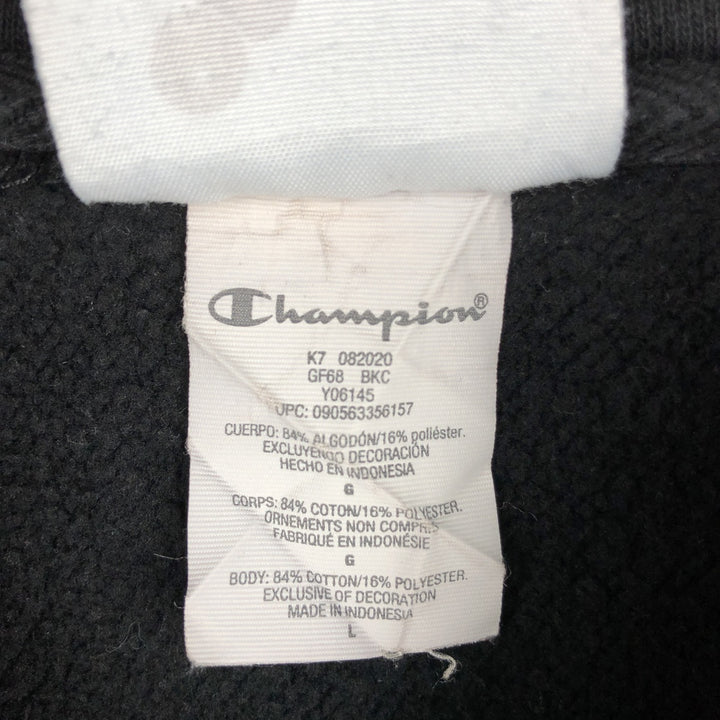 Champion®
K7 082020
GF68 BKC
Y06145
UPC: 090563356157
CUERPO: 84% ALGODÓN/16% poliéster.
EXCLUYENDO DECORACIÓN
HECHO EN INDONESIA
G
CORPS: 84% COTON/16% POLYESTER.
ORNEMENTS NON COMPRIS
FABRIQUÉ EN INDONÉSIE
G
BODY: 84% COTTON/16% POLYESTER.
EXCLUSIVE OF DECORATION
MADE IN INDONESIA
L